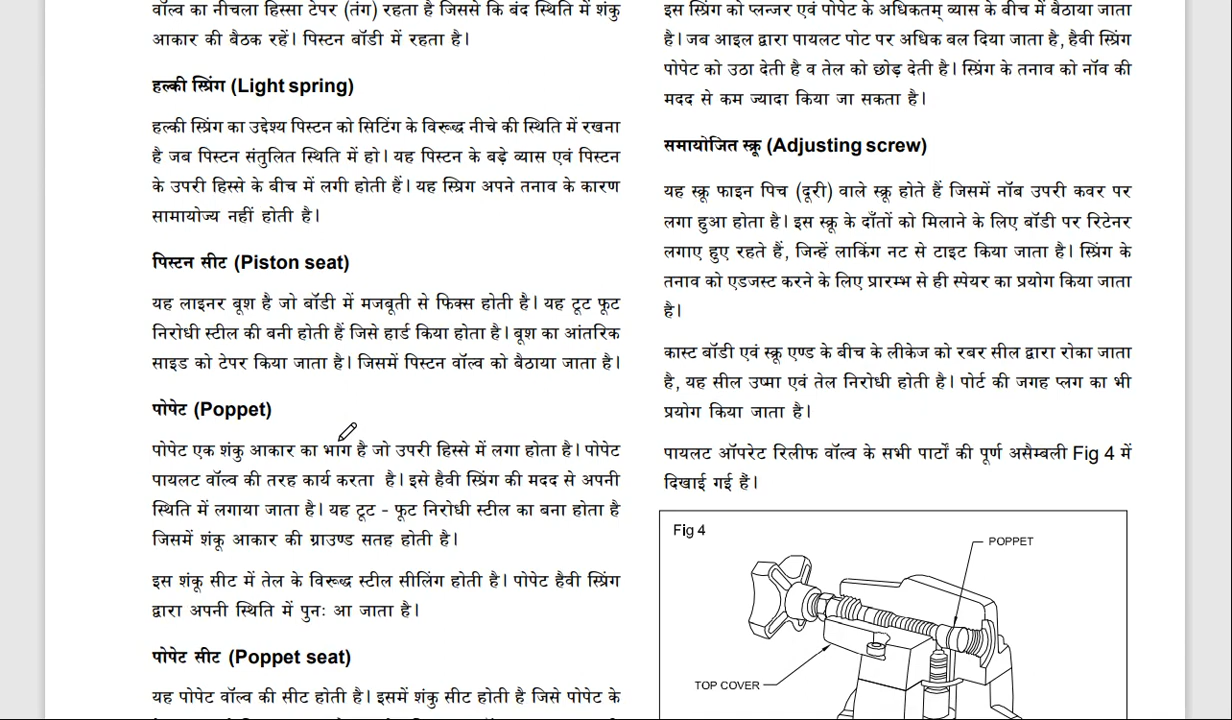 वॉल्व का नीचला हिस्सा टेपर (तंग) रहता है जिससे कि बंद स्थिति में शंकु
आकार की बैठक रहें। पिस्टन बॉडी में रहता है।
हल्की स्प्रिंग (Light spring)
हल्की स्प्रिंग का उद्देश्य पिस्टन को सिटिंग के विरूद्ध नीचे की स्थिति में रखना
है जब पिस्टन संतुलित स्थिति में हो। यह पिस्टन के बड़े व्यास एवं पिस्टन
के उपरी हिस्से के बीच में लगी होती हैं। यह स्प्रिग अपने तनाव के कारण
सामायोज्य नहीं होती है।
पिस्टन सीट (Piston seat)
यह लाइनर बूश है जो बॉडी में मजबूती से फिक्स होती है। यह टूट फूट
निरोधी स्टील की बनी होती हैं जिसे हार्ड किया होता है। बूश का आंतरिक
साइड को टेपर किया जाता है। जिसमें पिस्टन वॉल्व को बैठाया जाता है।
पोपेट (Poppet)
पोपेट एक शंकु आकार का भाग है जो उपरी हिस्से में लगा होता है। पोपेट
पायलट वॉल्व की तरह कार्य करता है। इसे हैवी स्प्रिंग की मदद से अपनी
स्थिति में लगाया जाता है। यह टूट - फूट निरोधी स्टील का बना होता है
जिसमें शंकू आकार की ग्राउण्ड सतह होती है।
इस शंकू सीट में तेल के विरूद्ध स्टील सीलिंग होती है। पोपेट हैवी स्प्रिंग
द्वारा अपनी स्थिति में पुनः आ जाता है।
पोपेट सीट (Poppet seat)
यह पोपेट वॉल्व की सीट होती है। इसमें शंकु सीट होती है जिसे पोपेट के
इस स्प्रिंग को प्लन्जर एवं पोपेट के अधिकतम् व्यास के बीच में बैठाया जाता
है। जब आइल द्वारा पायलट पोट पर अधिक बल दिया जाता है, हैवी स्प्रिंग
पोपेट को उठा देती है व तेल को छोड़ देती है। स्प्रिंग के तनाव को नॉव की
मदद से कम ज्यादा किया जा सकता है।
समायोजित स्क्रू (Adjusting screw)
यह स्क्रू फाइन पिच (दूरी) वाले स्क्रू होते हैं जिसमें नॉब उपरी कवर पर
लगा हुआ होता है। इस स्क्रू के दाँतों को मिलाने के लिए बॉडी पर रिटेनर
लगाए हुए रहते हैं, जिन्हें लाकिंग नट से टाइट किया जाता है। स्प्रिंग के
तनाव को एडजस्ट करने के लिए प्रारम्भ से ही स्पेयर का प्रयोग किया जाता
है।
कास्ट बॉडी एवं स्क्रू एण्ड के बीच के लीकेज को रबर सील द्वारा रोका जाता
है, यह सील उष्मा एवं तेल निरोधी होती है। पोर्ट की जगह प्लग का भी
प्रयोग किया जाता है।
पायलट ऑपरेट रिलीफ वॉल्व के सभी पार्टों की पूर्ण असैम्बली Fig 4 में
दिखाई गई हैं।
Fig 4
POPPET
TOP COVER